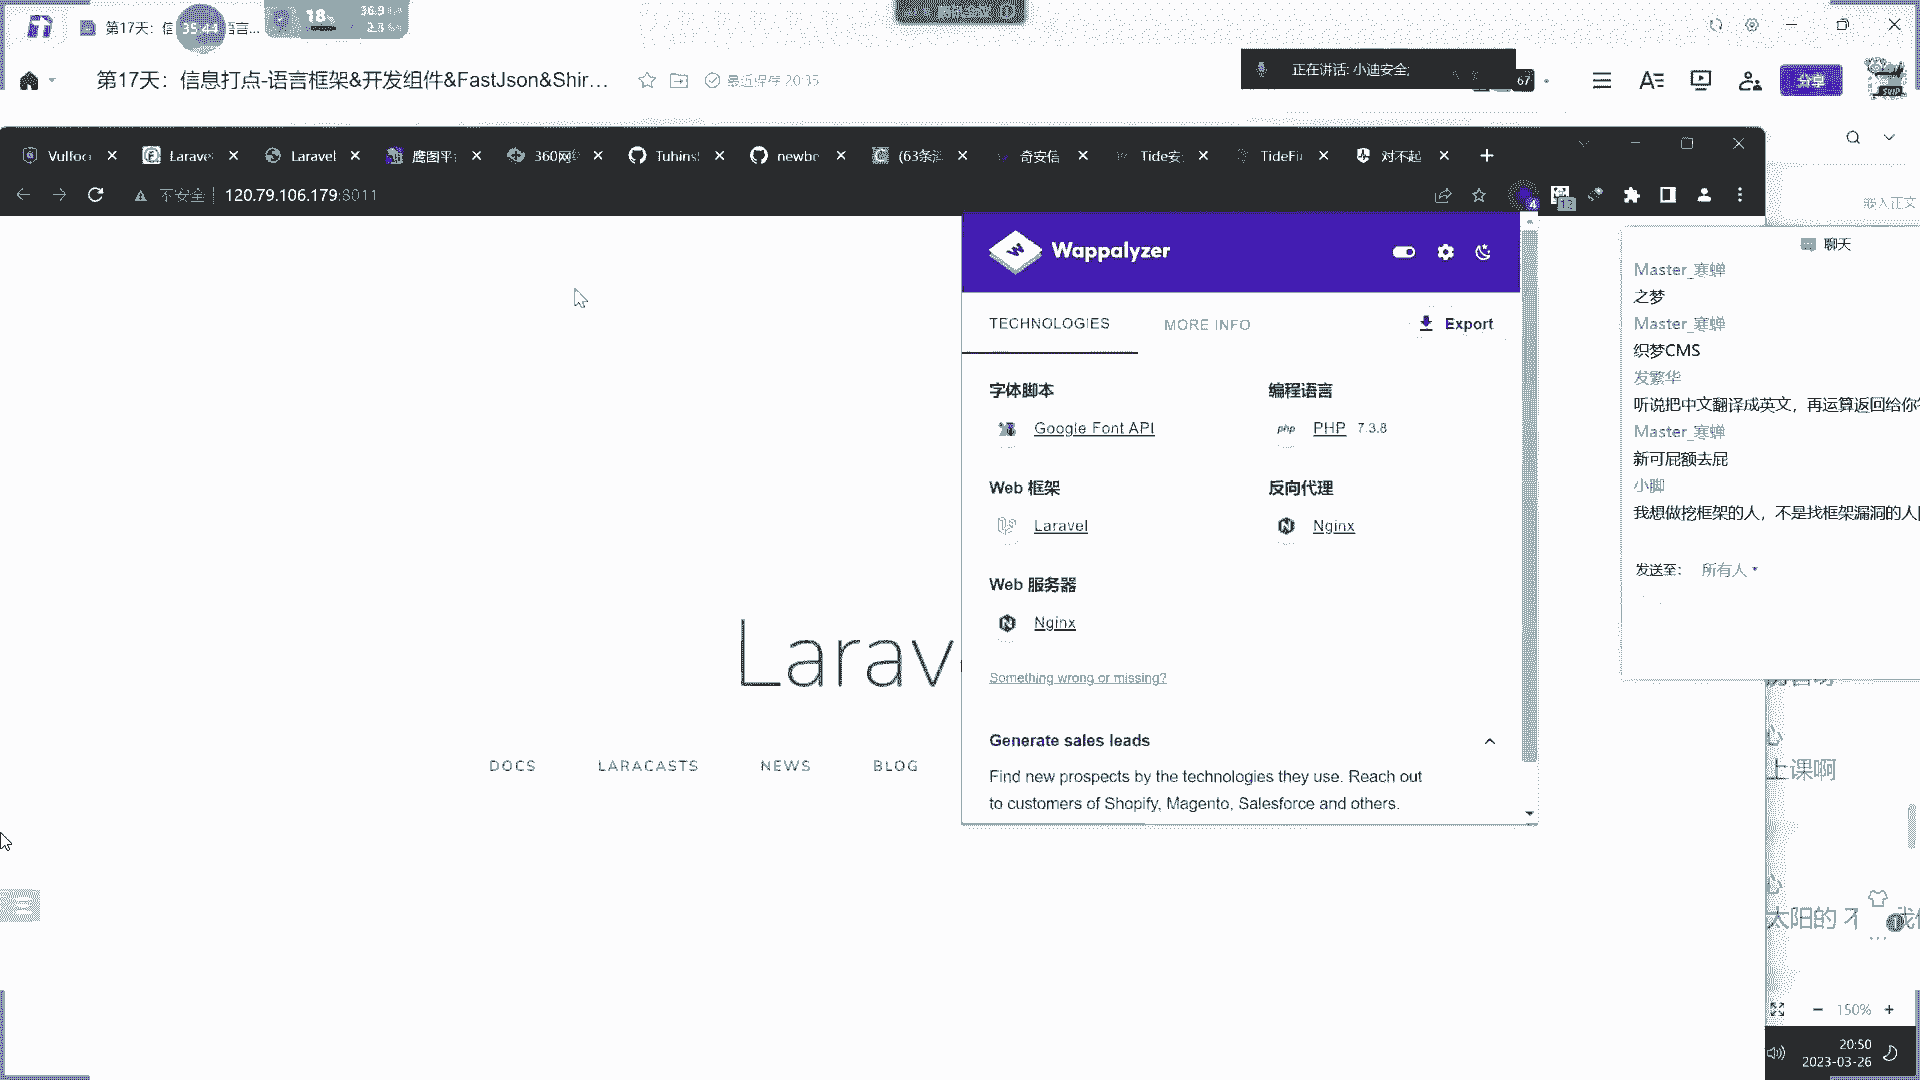 第17天：信
35:44
言...
18%
36.9
2.3
第17天：信息打点-语言框架&开发组件&FastJson&Shir...
最近保存 20:35
正在讲话: 小迪安全;
67
分享
Vulfoc
Larave
Laravel
鹰图平台
360网络
Tuhins
newbe
(63条消
奇安信
Tide安
TideFi
对不起
不安全
120.79.106.179:8011
4
12
嵌入正文
Wappalyzer
TECHNOLOGIES
MORE INFO
Export
字体脚本
Google Font API
编程语言
php
PHP 7.3.8
Web 框架
Laravel
反向代理
Nginx
Web 服务器
Nginx
Something wrong or missing?
Generate sales leads
Find new prospects by the technologies they use. Reach out
to customers of Shopify, Magento, Salesforce and others.
Larav
DOCS
LARACASTS
NEWS
BLOG
聊天
Master_寒蝉
之梦
Master_寒蝉
织梦CMS
发繁华
听说把中文翻译成英文，再运算返回给你
Master_寒蝉
新可屁额去屁
小脚
我想做挖框架的人，不是找框架漏洞的人
发送至：
所有人
心
上课啊
心
太阳的
150%
20:50
2023-03-26